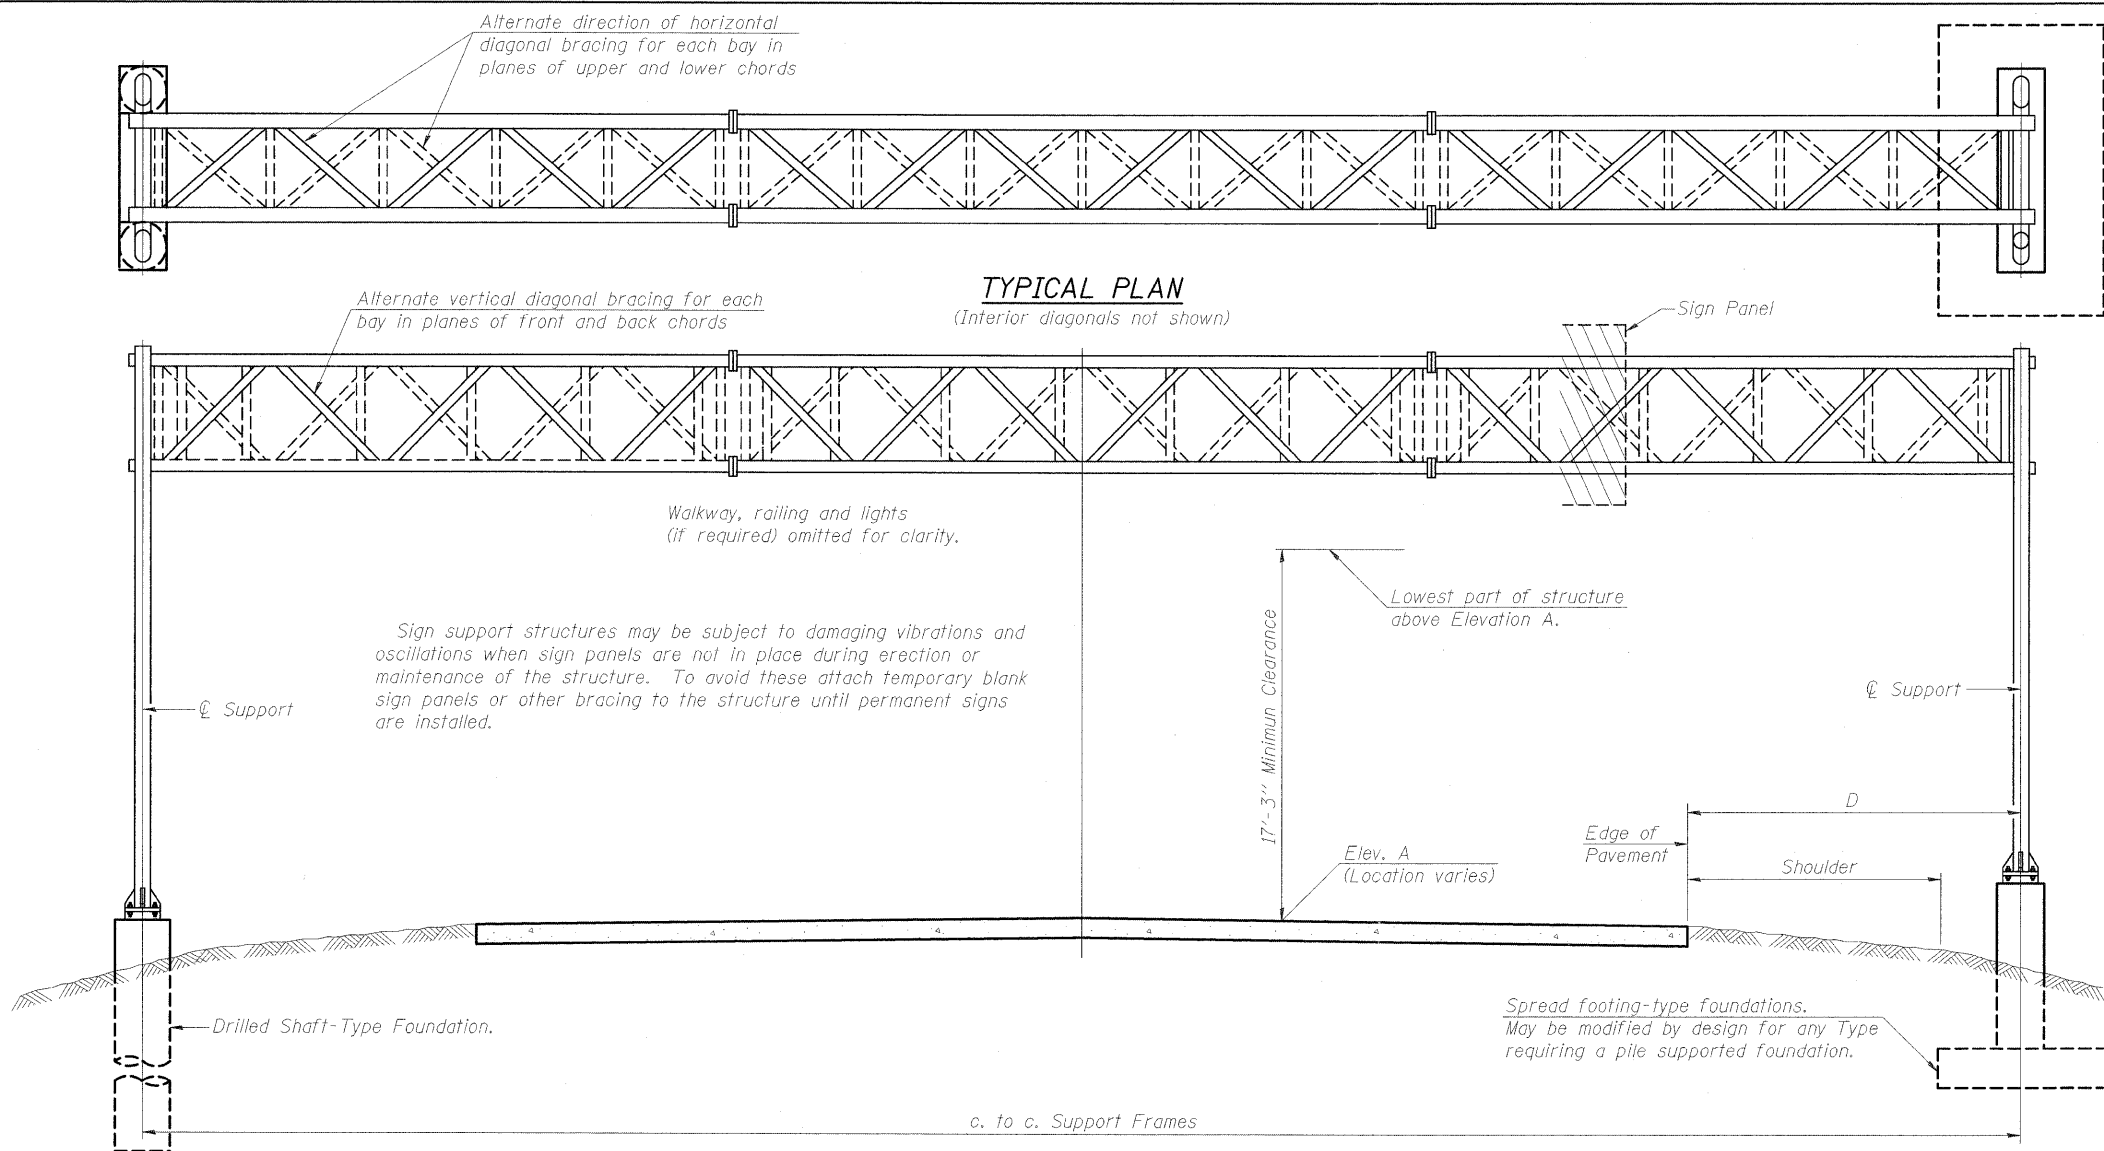 Alternate direction of horizontal
diagonal bracing for each bay in
planes of upper and lower chords
TYPICAL PLAN
(Interior diagonals not shown)
Alternate vertical diagonal bracing for each
bay in planes of front and back chords
Sign Panel
Walkway, railing and lights
(if required) omitted for clarity.
Lowest part of structure
above Elevation A.
Sign support structures may be subject to damaging vibrations and
oscillations when sign panels are not in place during erection or
maintenance of the structure. To avoid these attach temporary blank
sign panels or other bracing to the structure until permanent signs
are installed.
17'-3" Minimun Clearance
℄ Support
℄ Support
D
Edge of
Pavement
Shoulder
Elev. A
(Location varies)
Drilled Shaft-Type Foundation.
Spread footing-type foundations.
May be modified by design for any Type
requiring a pile supported foundation.
c. to c. Support Frames